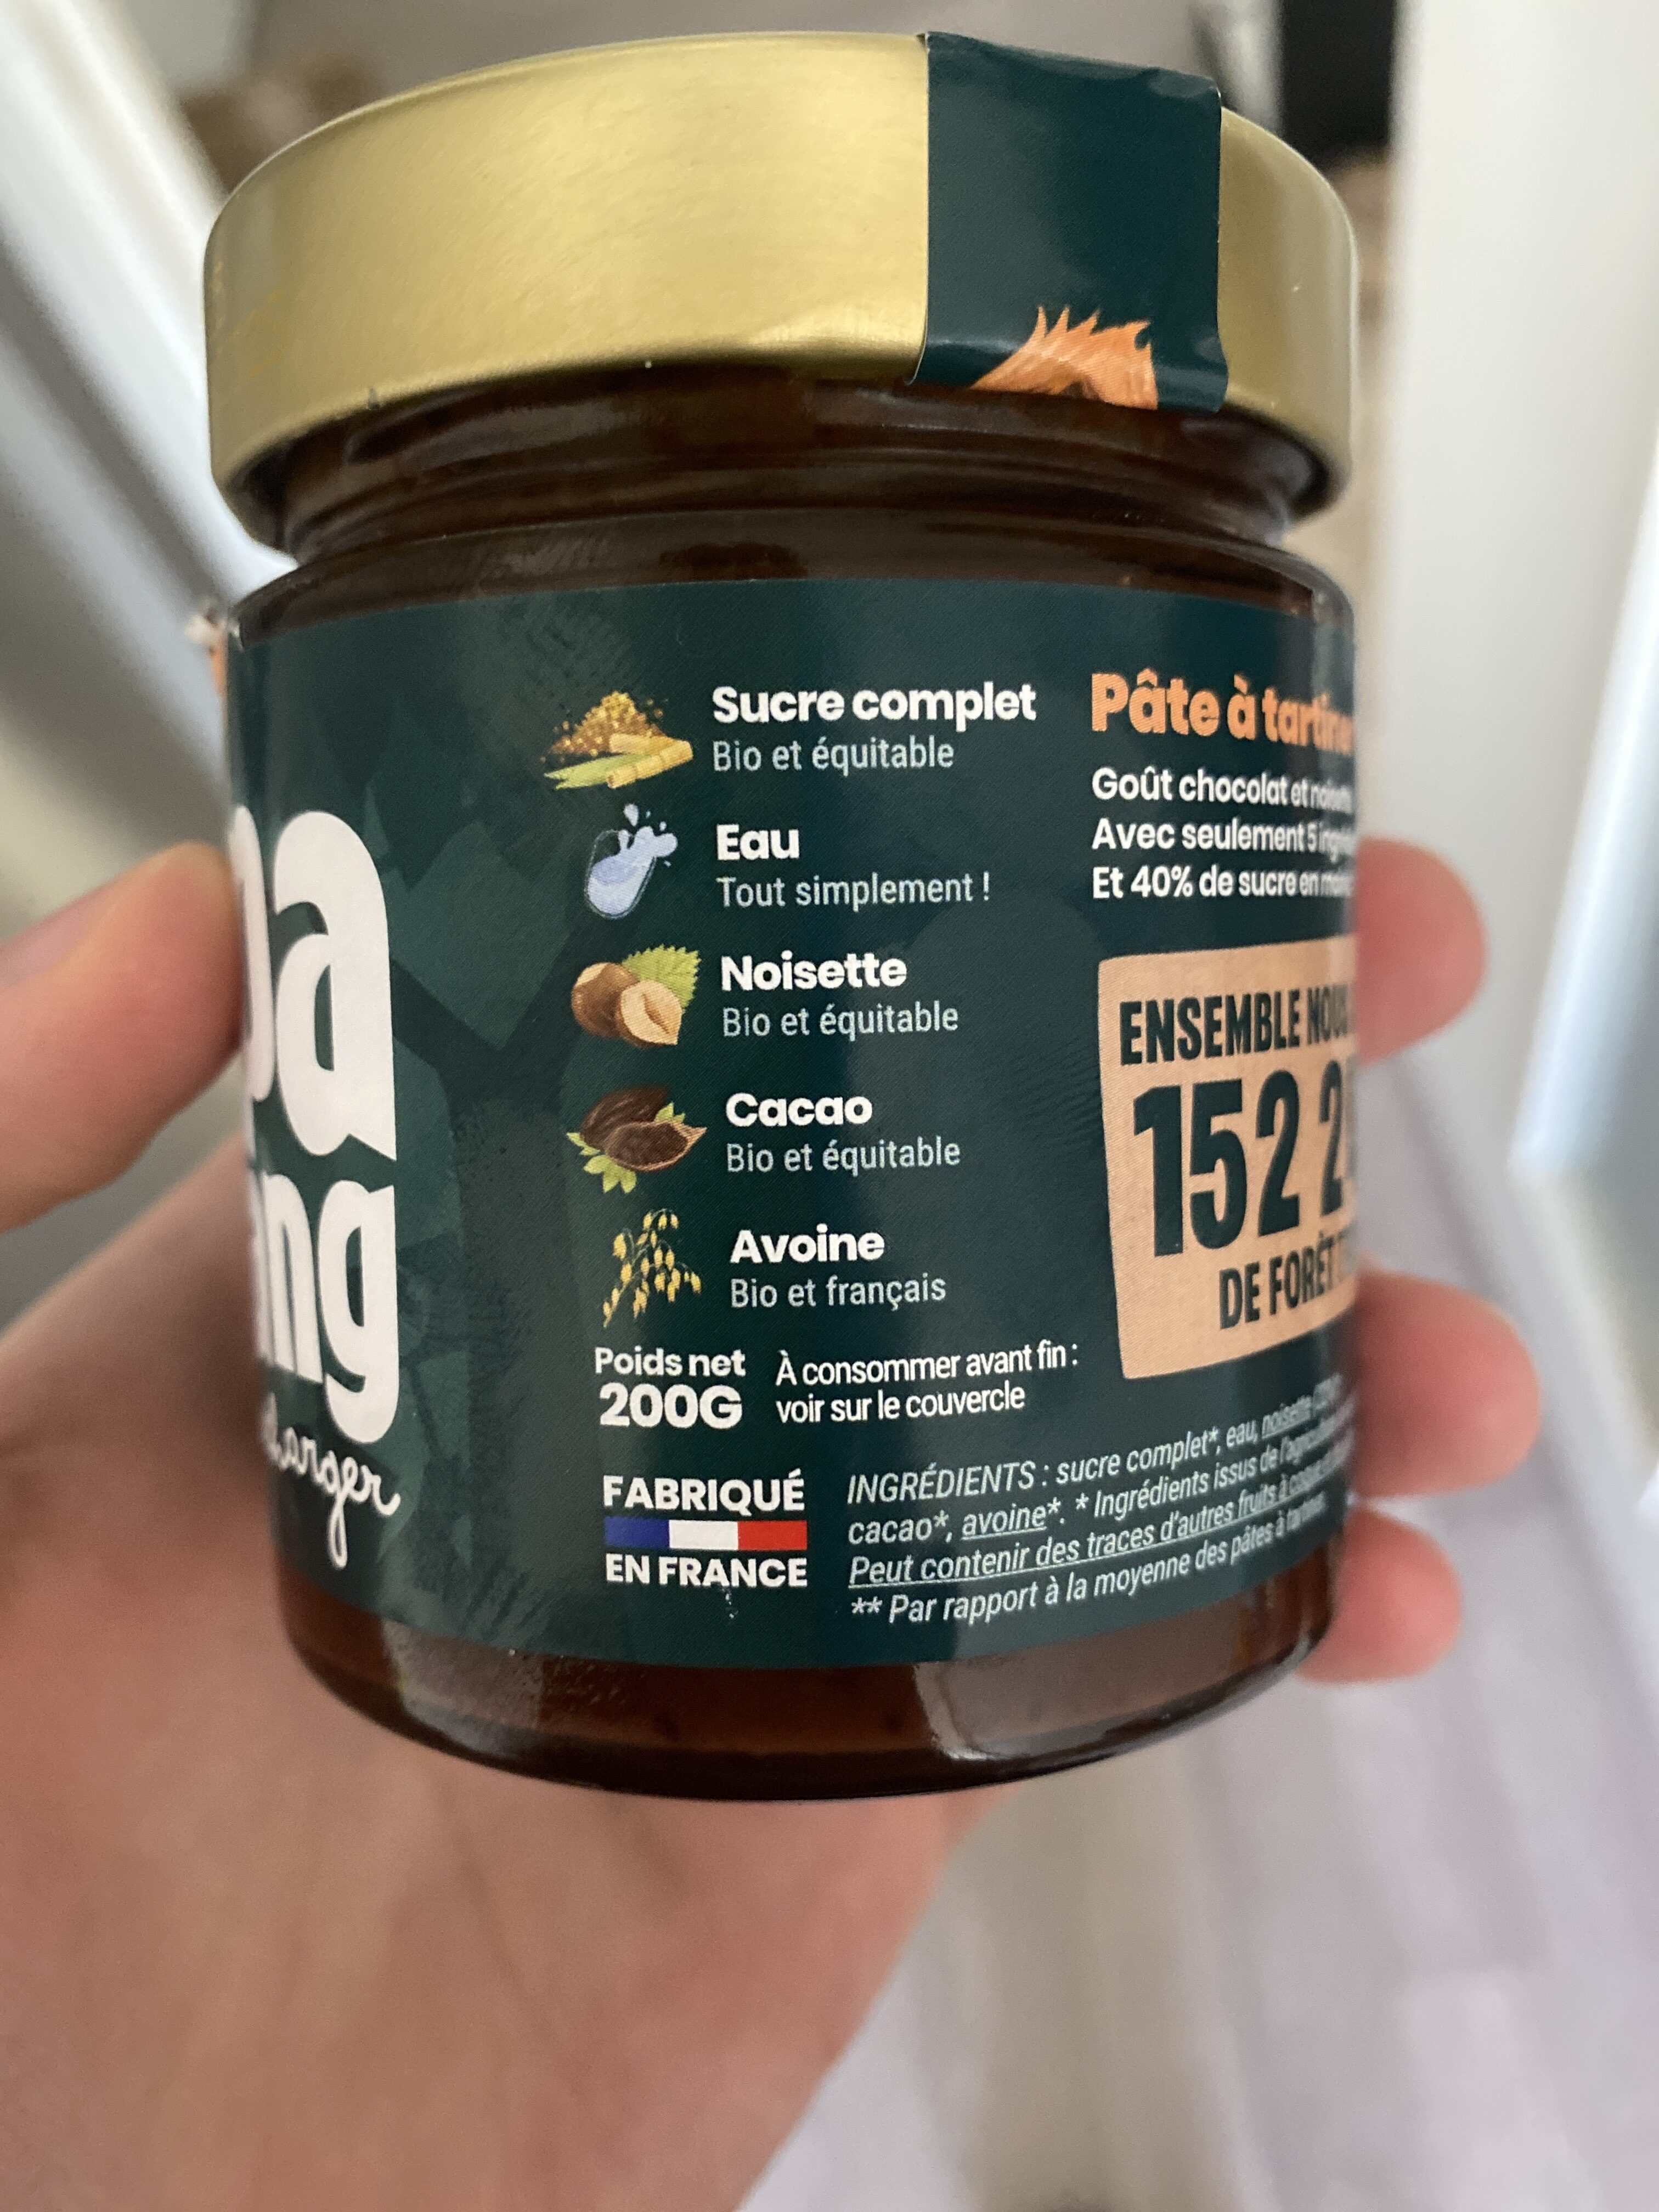 Sucre complet
Bio et équitable
Eau
Tout simplement !
Noisette
Bio et équitable
Cacao
Bio et équitable
Avoine
Bio et français
Poids net
200G
À consommer avant fin :
voir sur le couvercle
FABRIQUÉ
EN FRANCE
Pâte à tartiner
Goût chocolat et
Avec seulement 5
Et 40% de sucre en
ENSEMBLE
152
DE FORÊT
INGRÉDIENTS : sucre complet*, eau, noisette
cacao*, avoine*. * Ingrédients issus de
Peut contenir des traces d'autres fruits à
** Par rapport à la moyenne des pâtes à